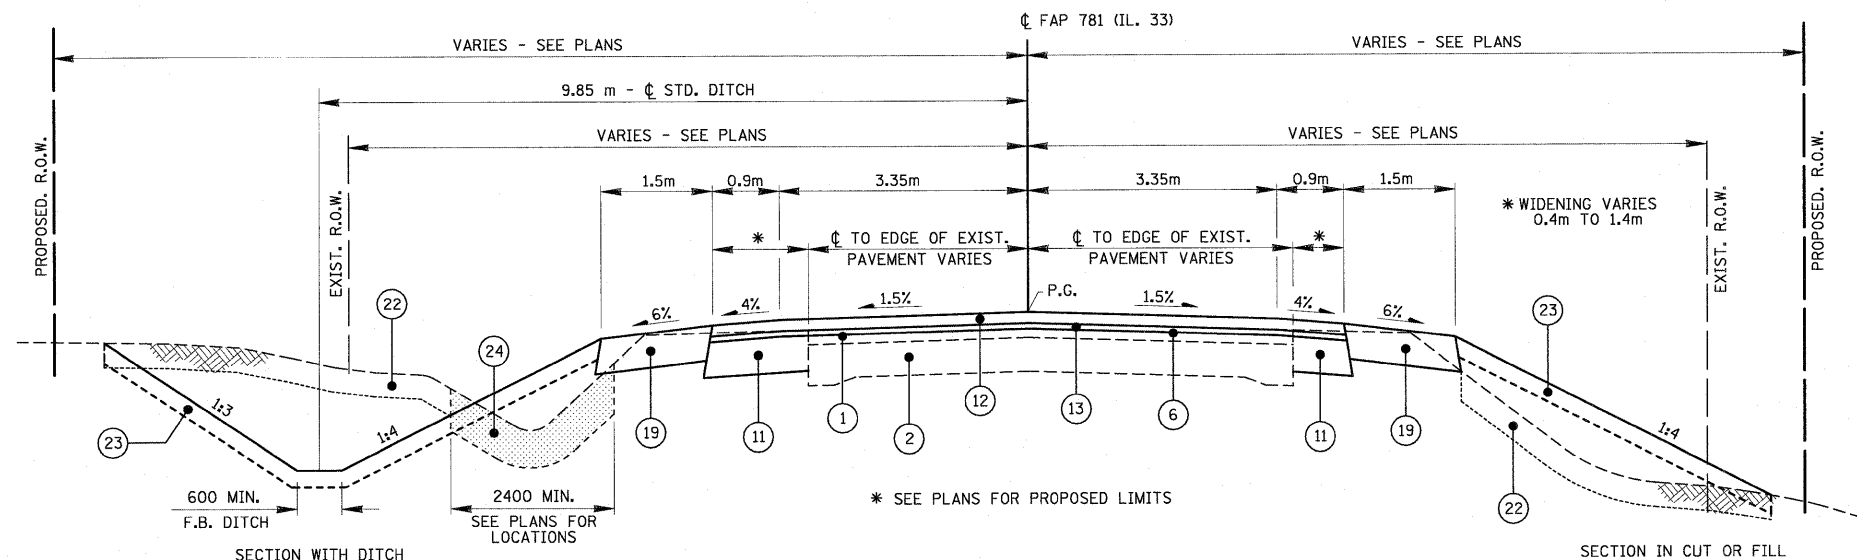 ℄ FAP 781 (IL. 33)
VARIES - SEE PLANS
VARIES - SEE PLANS
9.85 m - ℄ STD. DITCH
VARIES - SEE PLANS
VARIES - SEE PLANS
PROPOSED. R.O.W.
EXIST. R.O.W.
1.5m
0.9m
3.35m
3.35m
0.9m
1.5m
* WIDENING VARIES
0.4m TO 1.4m
EXIST. R.O.W.
PROPOSED. R.O.W.
*
℄ TO EDGE OF EXIST.
PAVEMENT VARIES
℄ TO EDGE OF EXIST.
PAVEMENT VARIES
*
P.G.
6%
4%
1.5%
1.5%
4%
6%
22
24
23
1:3
1:4
1:4
23
19
11
1
2
12
13
6
11
19
22
600 MIN.
F.B. DITCH
2400 MIN.
SEE PLANS FOR
LOCATIONS
* SEE PLANS FOR PROPOSED LIMITS
SECTION WITH DITCH
SECTION IN CUT OR FILL